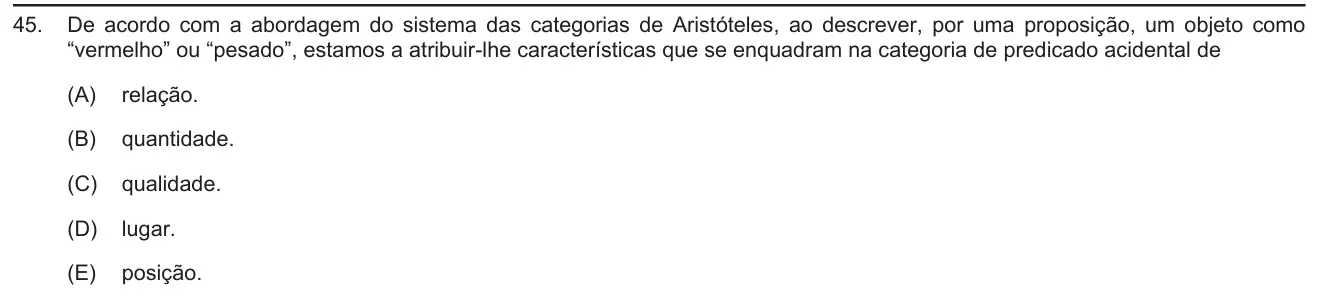 45. De acordo com a abordagem do sistema das categorias de Aristóteles, ao descrever, por uma proposição, um objeto como
“vermelho” ou “pesado”, estamos a atribuir-lhe características que se enquadram na categoria de predicado acidental de
(A) relação.
(B) quantidade.
(C) qualidade.
(D) lugar.
(E) posição.